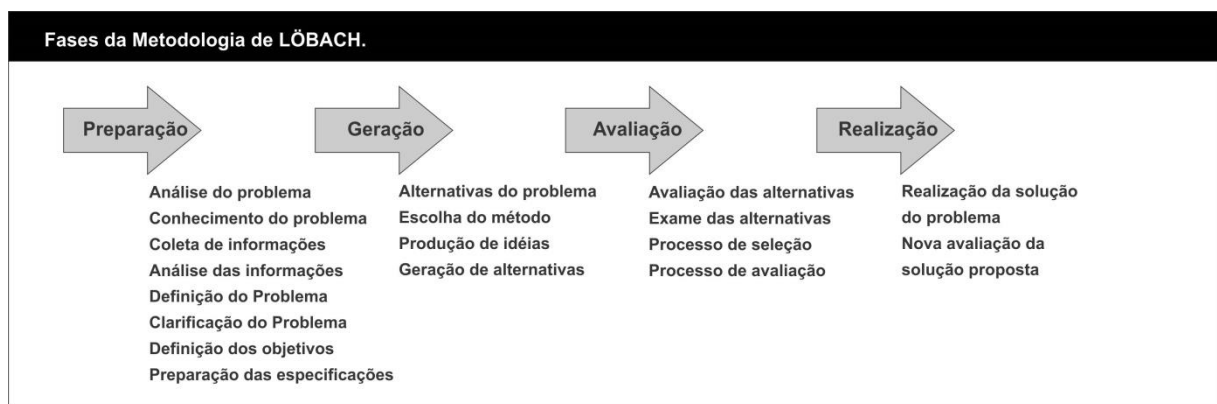 Fases da Metodologia de LÖBACH.
Preparação
Análise do problema
Conhecimento do problema
Coleta de informações
Análise das informações
Definição do Problema
Clarificação do Problema
Definição dos objetivos
Preparação das especificações
Geração
Alternativas do problema
Escolha do método
Produção de idéias
Geração de alternativas
Avaliação
Avaliação das alternativas
Exame das alternativas
Processo de seleção
Processo de avaliação
Realização
Realização da solução
do problema
Nova avaliação da
solução proposta